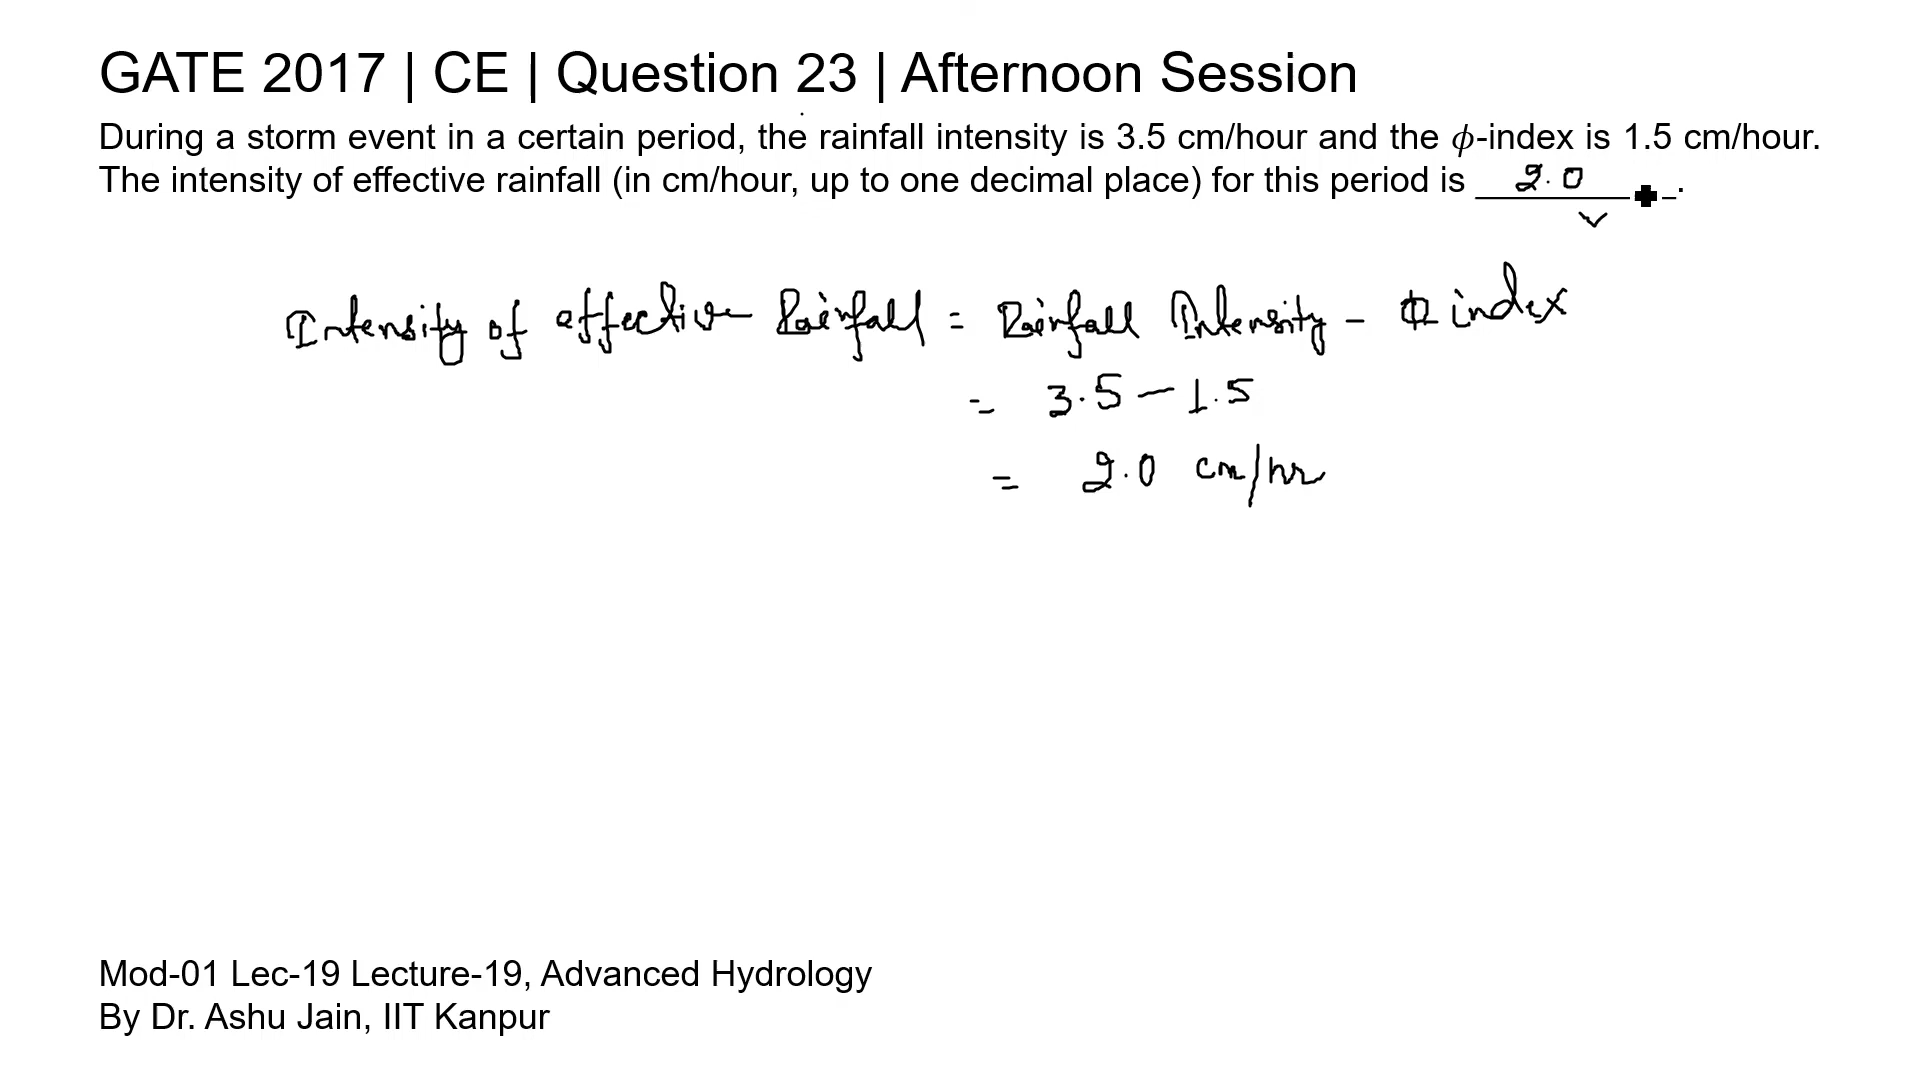 GATE 2017 | CE | Question 23 | Afternoon Session
During a storm event in a certain period, the rainfall intensity is 3.5 cm/hour and the ϕ-index is 1.5 cm/hour.
The intensity of effective rainfall (in cm/hour, up to one decimal place) for this period is 2.0.
Intensity of effective Rainfall = Rainfall Intensity - Φ index
= 3.5 - 1.5
= 2.0 cm/hr
Mod-01 Lec-19 Lecture-19, Advanced Hydrology
By Dr. Ashu Jain, IIT Kanpur